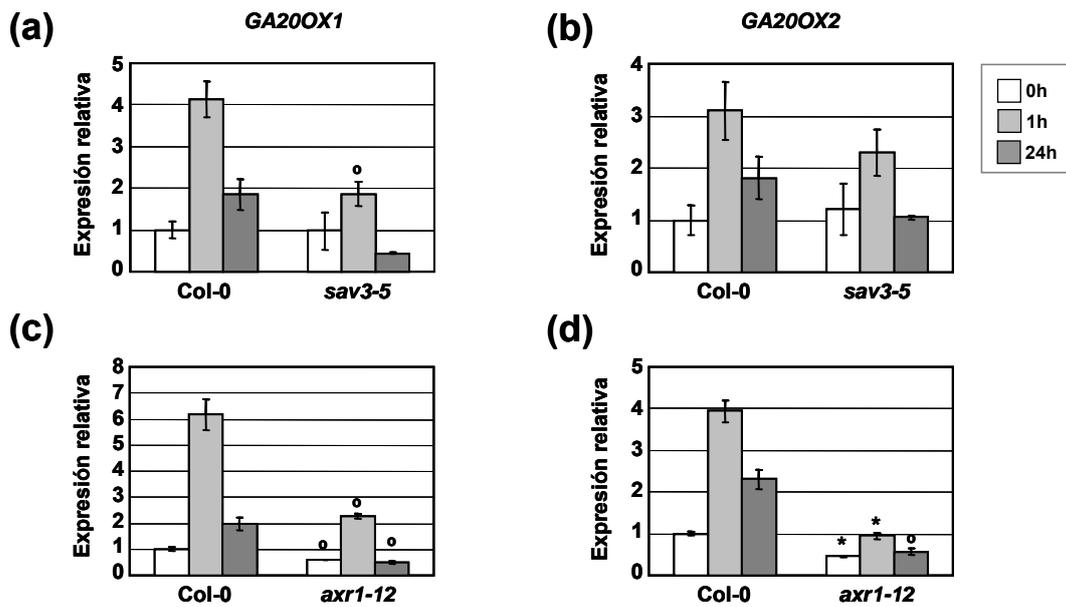 (a)
GA20OX1
Expresión relativa
5
4
3
2
1
0
o
Col-0
sav3-5
(b)
GA20OX2
Expresión relativa
4
3
2
1
0
Col-0
sav3-5
0h
1h
24h
(c)
Expresión relativa
8
7
6
5
4
3
2
1
0
o
o
o
Col-0
axr1-12
(d)
Expresión relativa
5
4
3
2
1
0
*
*
o
Col-0
axr1-12